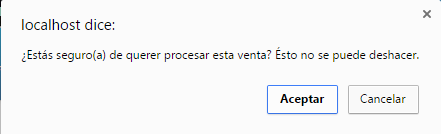 localhost dice:
¿Estás seguro(a) de querer procesar esta venta? Ésto no se puede deshacer.
Aceptar Cancelar